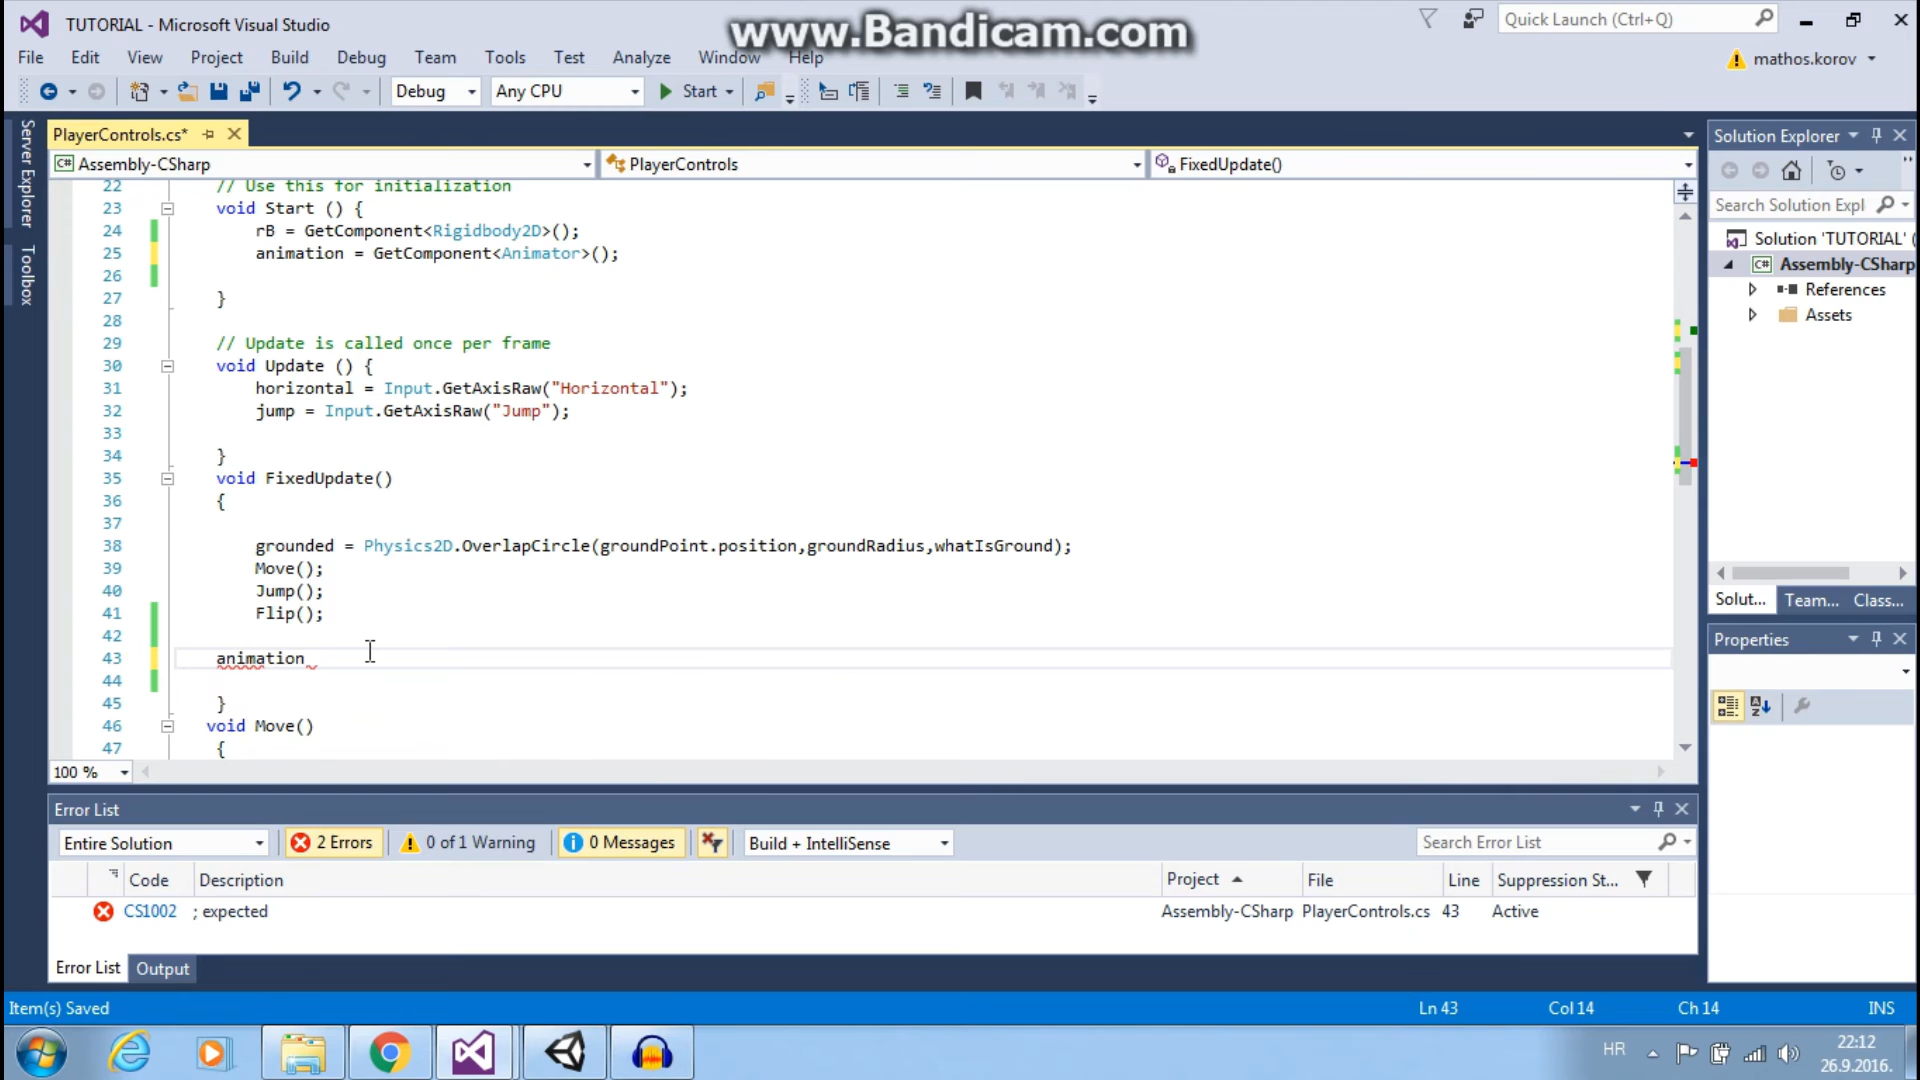 TUTORIAL - Microsoft Visual Studio
www.Bandicam.com
Quick Launch (Ctrl+Q)
File Edit View Project Build Debug Team Tools Test Analyze Window Help
mathos.korov
Debug Any CPU Start
PlayerControls.cs*
Assembly-CSharp PlayerControls FixedUpdate()
Server Explorer
Toolbox
22 // Use this for initialization
23 void Start () {
24 rB = GetComponent<Rigidbody2D>();
25 animation = GetComponent<Animator>();
26
27 }
28
29 // Update is called once per frame
30 void Update () {
31 horizontal = Input.GetAxisRaw("Horizontal");
32 jump = Input.GetAxisRaw("Jump");
33
34 }
35 void FixedUpdate()
36 {
37
38 grounded = Physics2D.OverlapCircle(groundPoint.position,groundRadius,whatIsGround);
39 Move();
40 Jump();
41 Flip();
42
43 animation
44
45 }
46 void Move()
47 {
100 %
Solution Explorer
Search Solution Expl
Solution 'TUTORIAL' (
C# Assembly-CSharp
References
Assets
Solut... Team... Class...
Properties
Error List
Entire Solution 2 Errors 0 of 1 Warning 0 Messages Build + IntelliSense Search Error List
Code Description Project File Line Suppression St...
CS1002 ; expected Assembly-CSharp PlayerControls.cs 43 Active
Error List Output
Item(s) Saved Ln 43 Col 14 Ch 14 INS
HR 22:12
26.9.2016.